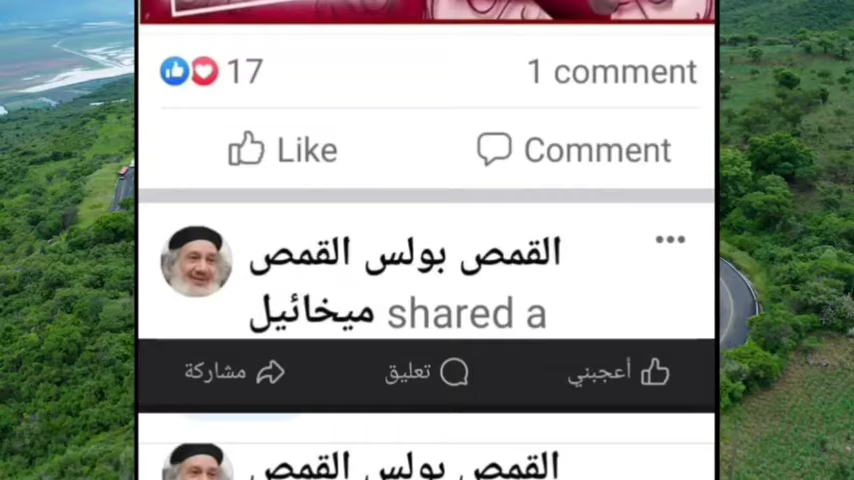 17 1 comment
Like Comment
القمص بولس القمص
ميخائيل shared a
أعجبني تعليق مشاركة
القمص بولس القمص